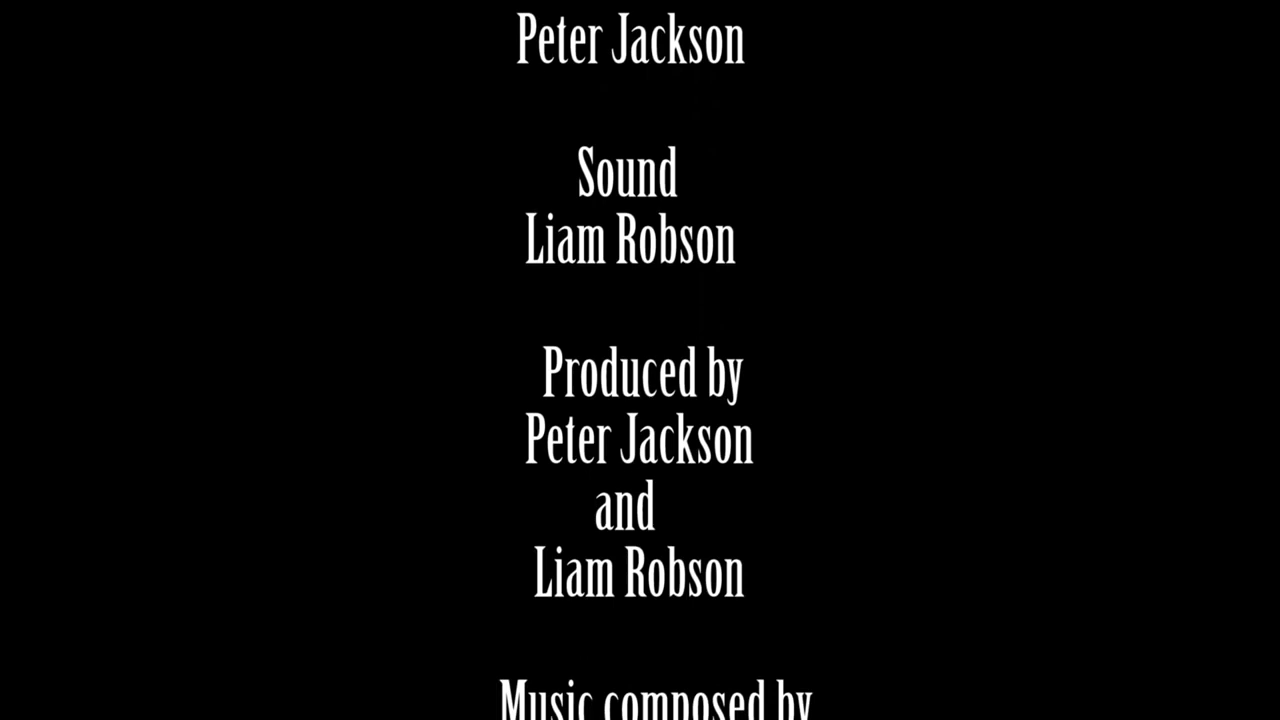 Peter Jackson
Sound
Liam Robson
Produced by
Peter Jackson
and
Liam Robson
Music composed by